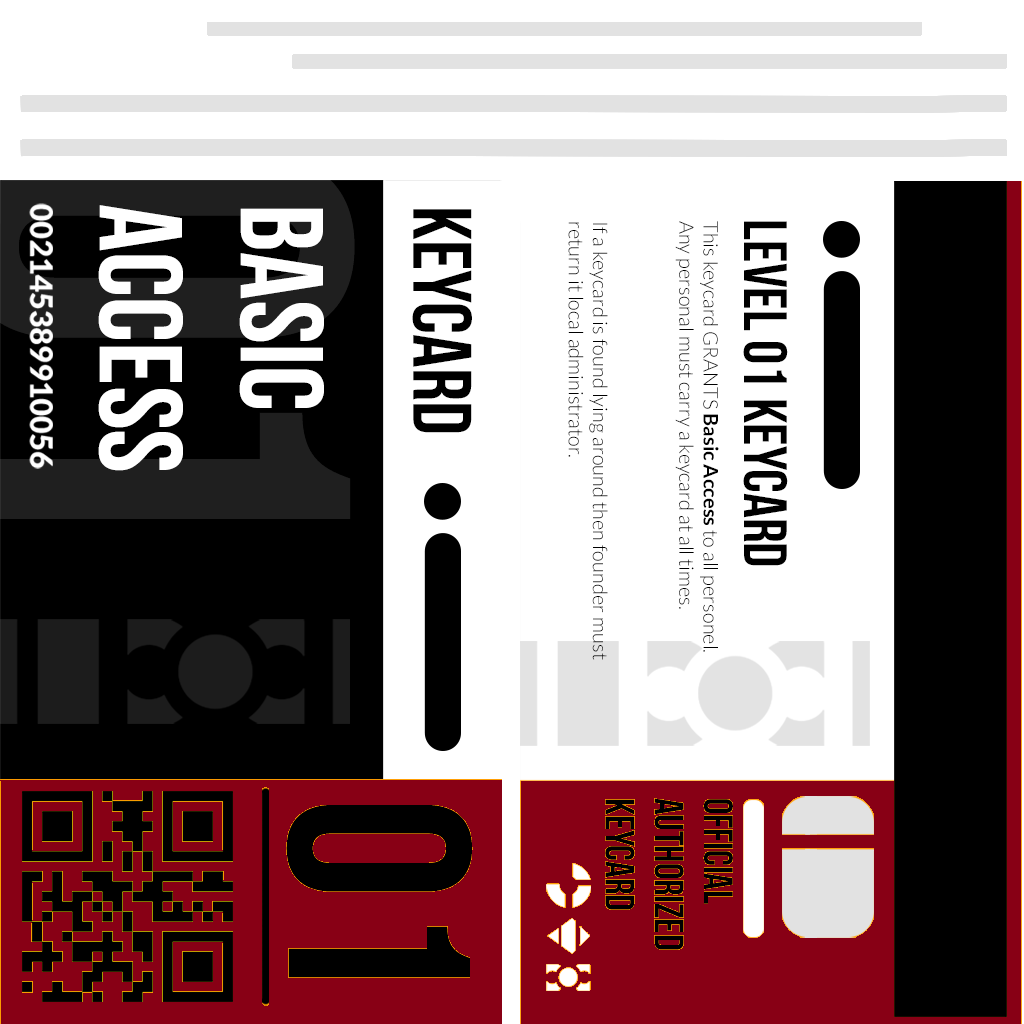 KEYCARD
BASIC
ACCESS
002145389910056
01
LEVEL 01 KEYCARD
This keycard GRANTS Basic Access to all personel.
Any personal must carry a keycard at all times.
If a keycard is found lying around then founder must
return it local administrator.
OFFICIAL
AUTHORIZED
KEYCARD